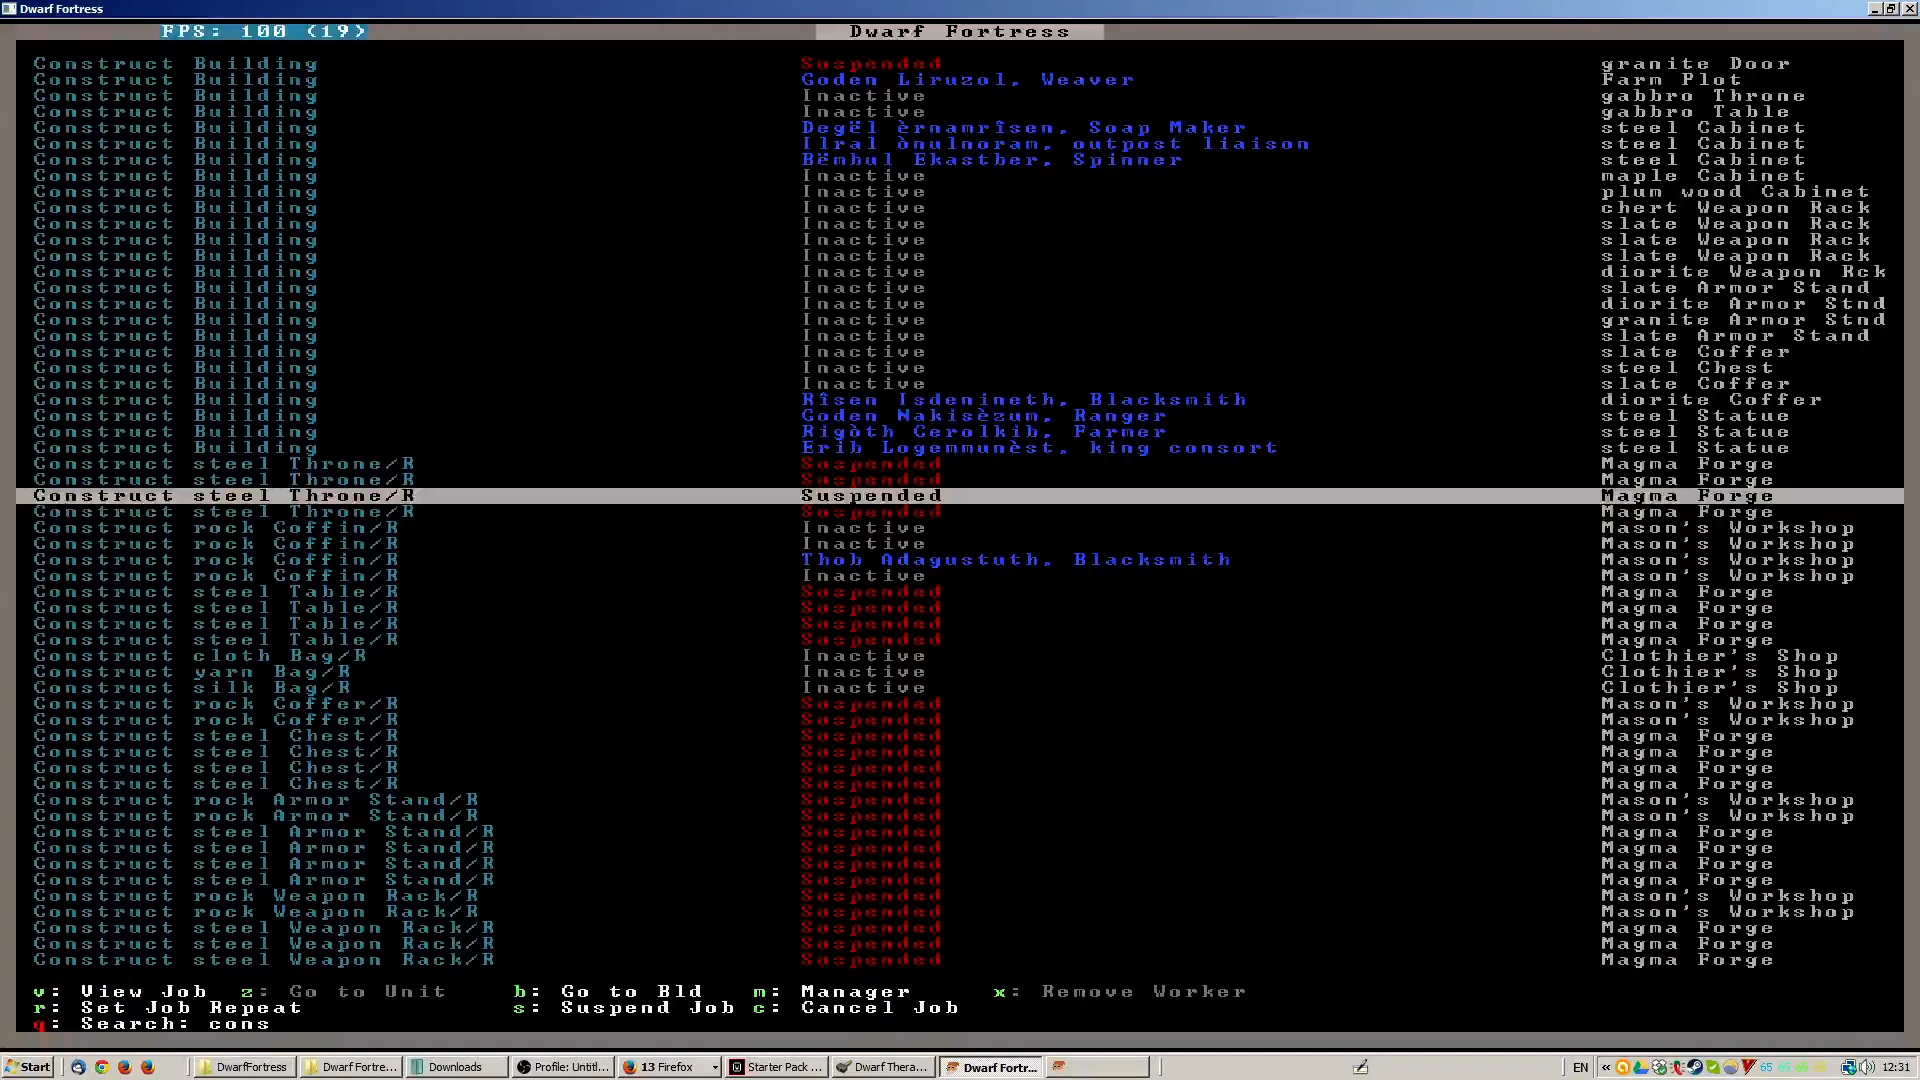 Dwarf Fortress
FPS: 100 (19) Dwarf Fortress
Construct Building Suspended granite Door
Construct Building Goden Liruzol, Weaver Farm Plot
Construct Building Inactive gabbro Throne
Construct Building Inactive gabbro Table
Construct Building Degël èrnamrîsen, Soap Maker steel Cabinet
Construct Building Ilral ònulnoram, outpost liaison steel Cabinet
Construct Building Bëmbul Ekastber, Spinner steel Cabinet
Construct Building Inactive maple Cabinet
Construct Building Inactive plum wood Cabinet
Construct Building Inactive chert Weapon Rack
Construct Building Inactive slate Weapon Rack
Construct Building Inactive slate Weapon Rack
Construct Building Inactive slate Weapon Rack
Construct Building Inactive diorite Weapon Rck
Construct Building Inactive slate Armor Stand
Construct Building Inactive diorite Armor Stnd
Construct Building Inactive granite Armor Stnd
Construct Building Inactive slate Armor Stand
Construct Building Inactive slate Coffer
Construct Building Inactive steel Chest
Construct Building Inactive slate Coffer
Construct Building Rîsen Isdenineth, Blacksmith diorite Coffer
Construct Building Goden Nakisèzum, Ranger steel Statue
Construct Building Rigòth Cerolkib, Farmer steel Statue
Construct Building Erib Logemmunèst, king consort steel Statue
Construct steel Throne/R Suspended Magma Forge
Construct steel Throne/R Suspended Magma Forge
Construct steel Throne/R Suspended Magma Forge
Construct steel Throne/R Suspended Magma Forge
Construct rock Coffin/R Inactive Mason's Workshop
Construct rock Coffin/R Inactive Mason's Workshop
Construct rock Coffin/R Thob Adagustuth, Blacksmith Mason's Workshop
Construct rock Coffin/R Inactive Mason's Workshop
Construct steel Table/R Suspended Magma Forge
Construct steel Table/R Suspended Magma Forge
Construct steel Table/R Suspended Magma Forge
Construct steel Table/R Suspended Magma Forge
Construct cloth Bag/R Inactive Clothier's Shop
Construct yarn Bag/R Inactive Clothier's Shop
Construct silk Bag/R Inactive Clothier's Shop
Construct rock Coffer/R Suspended Mason's Workshop
Construct rock Coffer/R Suspended Mason's Workshop
Construct steel Chest/R Suspended Magma Forge
Construct steel Chest/R Suspended Magma Forge
Construct steel Chest/R Suspended Magma Forge
Construct steel Chest/R Suspended Magma Forge
Construct rock Armor Stand/R Suspended Mason's Workshop
Construct rock Armor Stand/R Suspended Mason's Workshop
Construct steel Armor Stand/R Suspended Magma Forge
Construct steel Armor Stand/R Suspended Magma Forge
Construct steel Armor Stand/R Suspended Magma Forge
Construct steel Armor Stand/R Suspended Magma Forge
Construct rock Weapon Rack/R Suspended Mason's Workshop
Construct rock Weapon Rack/R Suspended Mason's Workshop
Construct steel Weapon Rack/R Suspended Magma Forge
Construct steel Weapon Rack/R Suspended Magma Forge
Construct steel Weapon Rack/R Suspended Magma Forge
v: View Job z: Go to Unit b: Go to Bld m: Manager x: Remove Worker
r: Set Job Repeat s: Suspend Job c: Cancel Job
q: Search: cons
Start DwarfFortress Dwarf Fortre... Downloads Profile: Untitl... 13 Firefox Starter Pack ... Dwarf Thera... Dwarf Fortr... EN « 65 12:31